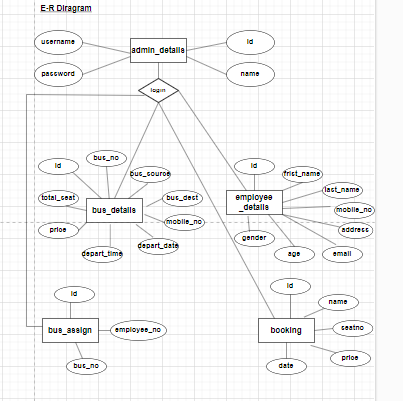 E-R Diragram
username
id
admin_details
password
name
login
bus_no
id
bus_source
id
frist_name
total_seat
bus_dest
last_name
bus_details
employee
_details
mobile_no
price
mobile_no
address
depart_time
depart_date
gender
age
email
id
id
name
bus_assign
employee_no
booking
seatno
bus_no
date
price